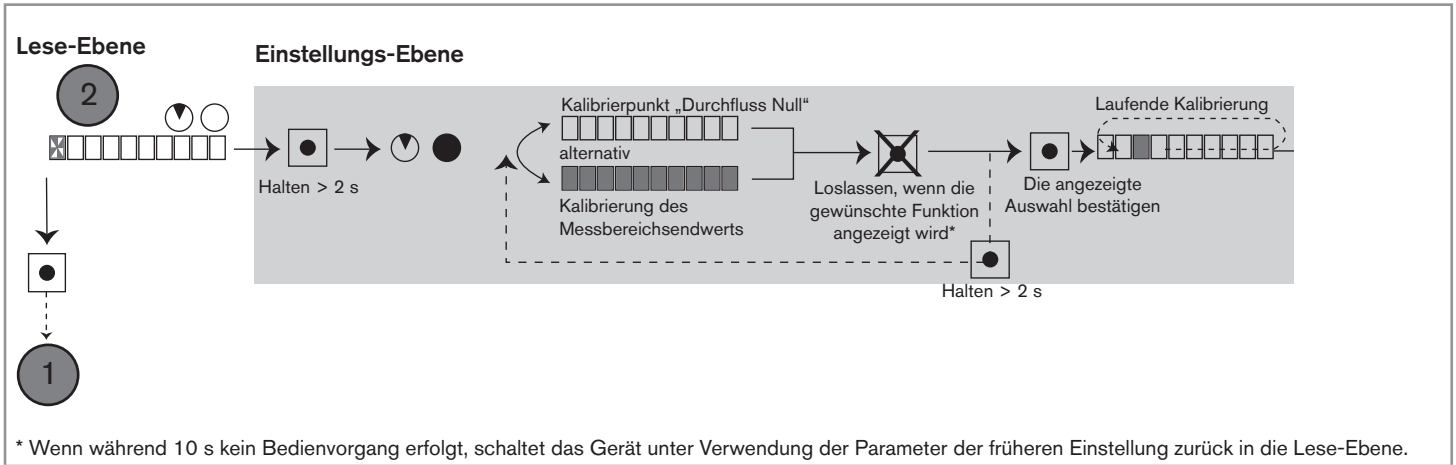 Lese-Ebene
Einstellungs-Ebene
2
Kalibrierpunkt „Durchfluss Null“
Laufende Kalibrierung
alternativ
Halten > 2 s
Kalibrierung des
Messbereichsendwerts
Loslassen, wenn die
gewünschte Funktion
angezeigt wird*
Die angezeigte
Auswahl bestätigen
Halten > 2 s
1
* Wenn während 10 s kein Bedienvorgang erfolgt, schaltet das Gerät unter Verwendung der Parameter der früheren Einstellung zurück in die Lese-Ebene.